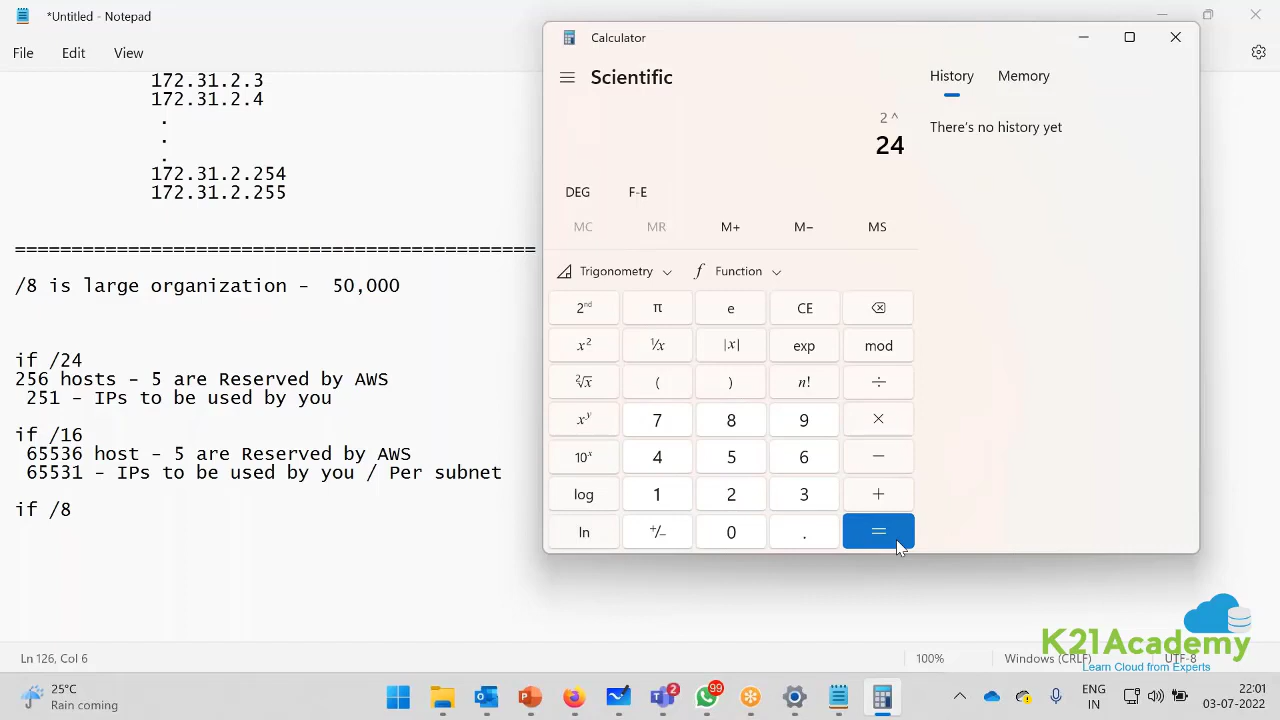 *Untitled - Notepad
File Edit View
172.31.2.3
172.31.2.4
.
.
.
172.31.2.254
172.31.2.255
==============================================
/8 is large organization - 50,000
if /24
256 hosts - 5 are Reserved by AWS
251 - IPs to be used by you
if /16
65536 host - 5 are Reserved by AWS
65531 - IPs to be used by you / Per subnet
if /8
Ln 126, Col 6
100%
Windows (CRLF)
UTF-8
Calculator
Scientific
History Memory
There's no history yet
2 ^
24
DEG F-E
MC MR M+ M− MS
Trigonometry f Function
2nd π e CE
x² ¹/x |x| exp mod
²√x ( ) n! ÷
xʸ 7 8 9 ×
10ˣ 4 5 6 −
log 1 2 3 +
ln +/− 0 . =
K21Academy
Learn Cloud from Experts
25°C
Rain coming
2
99
ENG
IN
22:01
03-07-2022